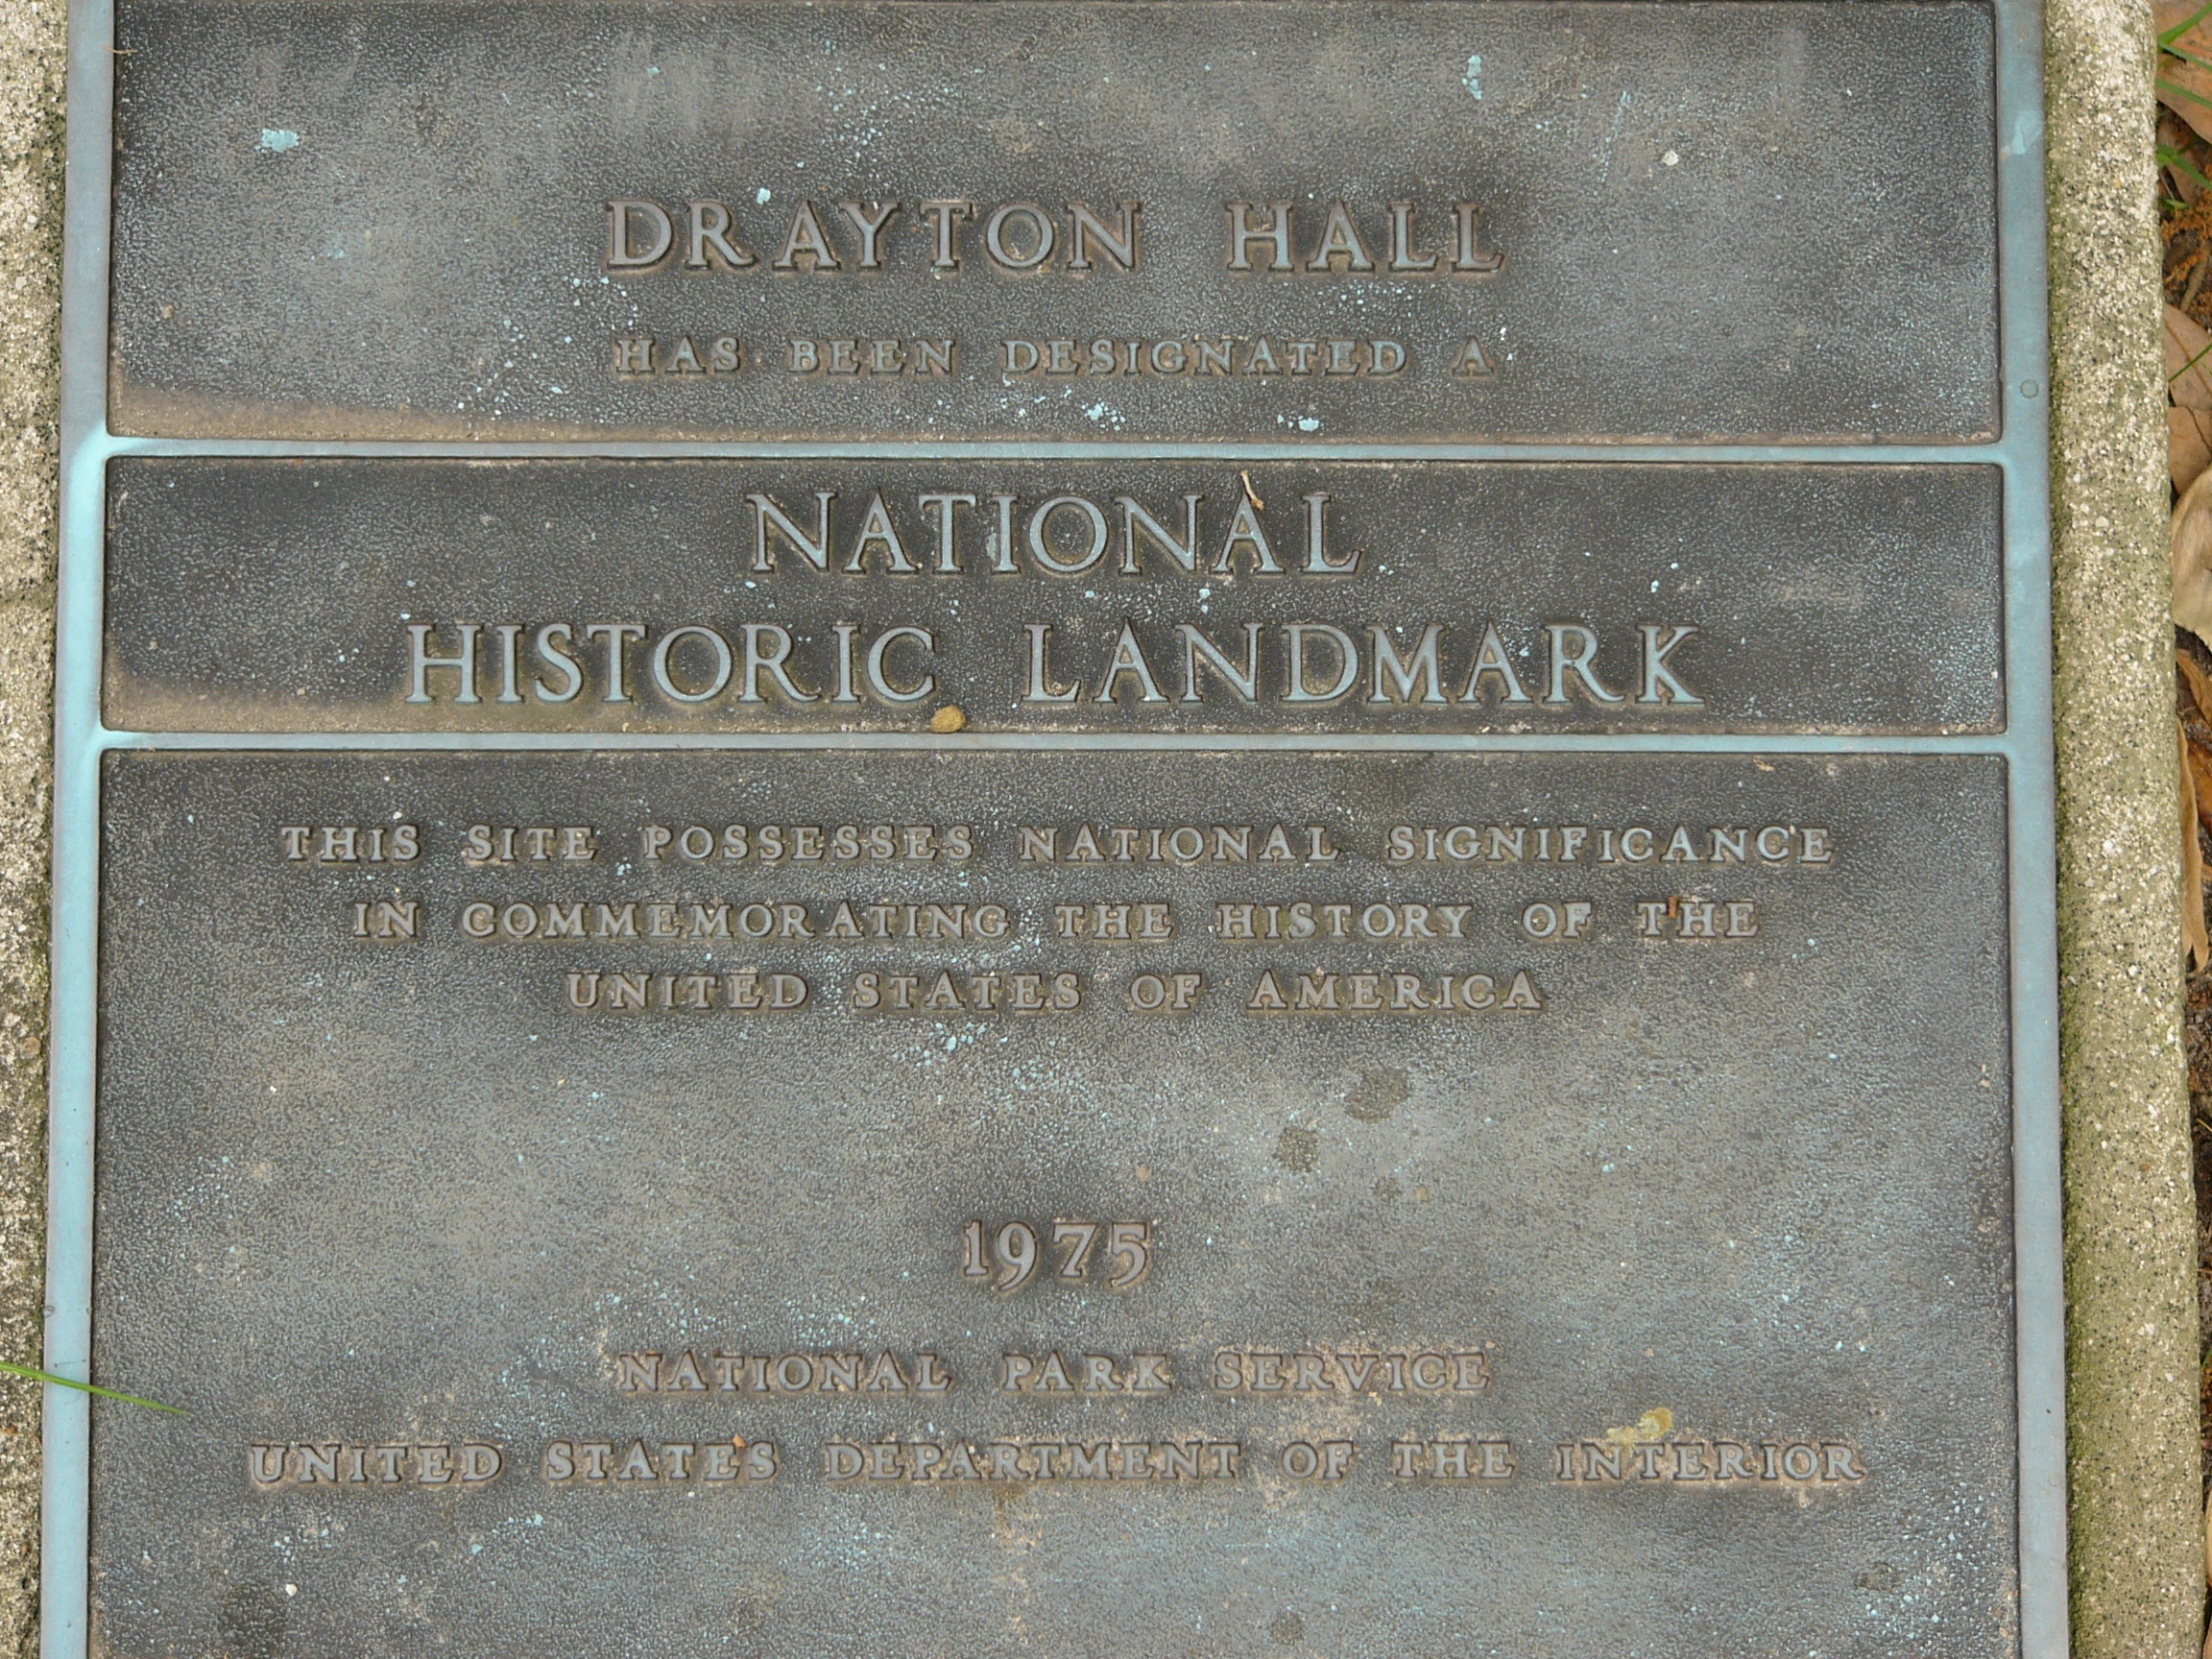 DRAYTON HALL
HAS BEEN DESIGNATED A
NATIONAL
HISTORIC LANDMARK
THIS SITE POSSESSES NATIONAL SIGNIFICANCE
IN COMMEMORATING THE HISTORY OF THE
UNITED STATES OF AMERICA
1975
NATIONAL PARK SERVICE
UNITED STATES DEPARTMENT OF THE INTERIOR